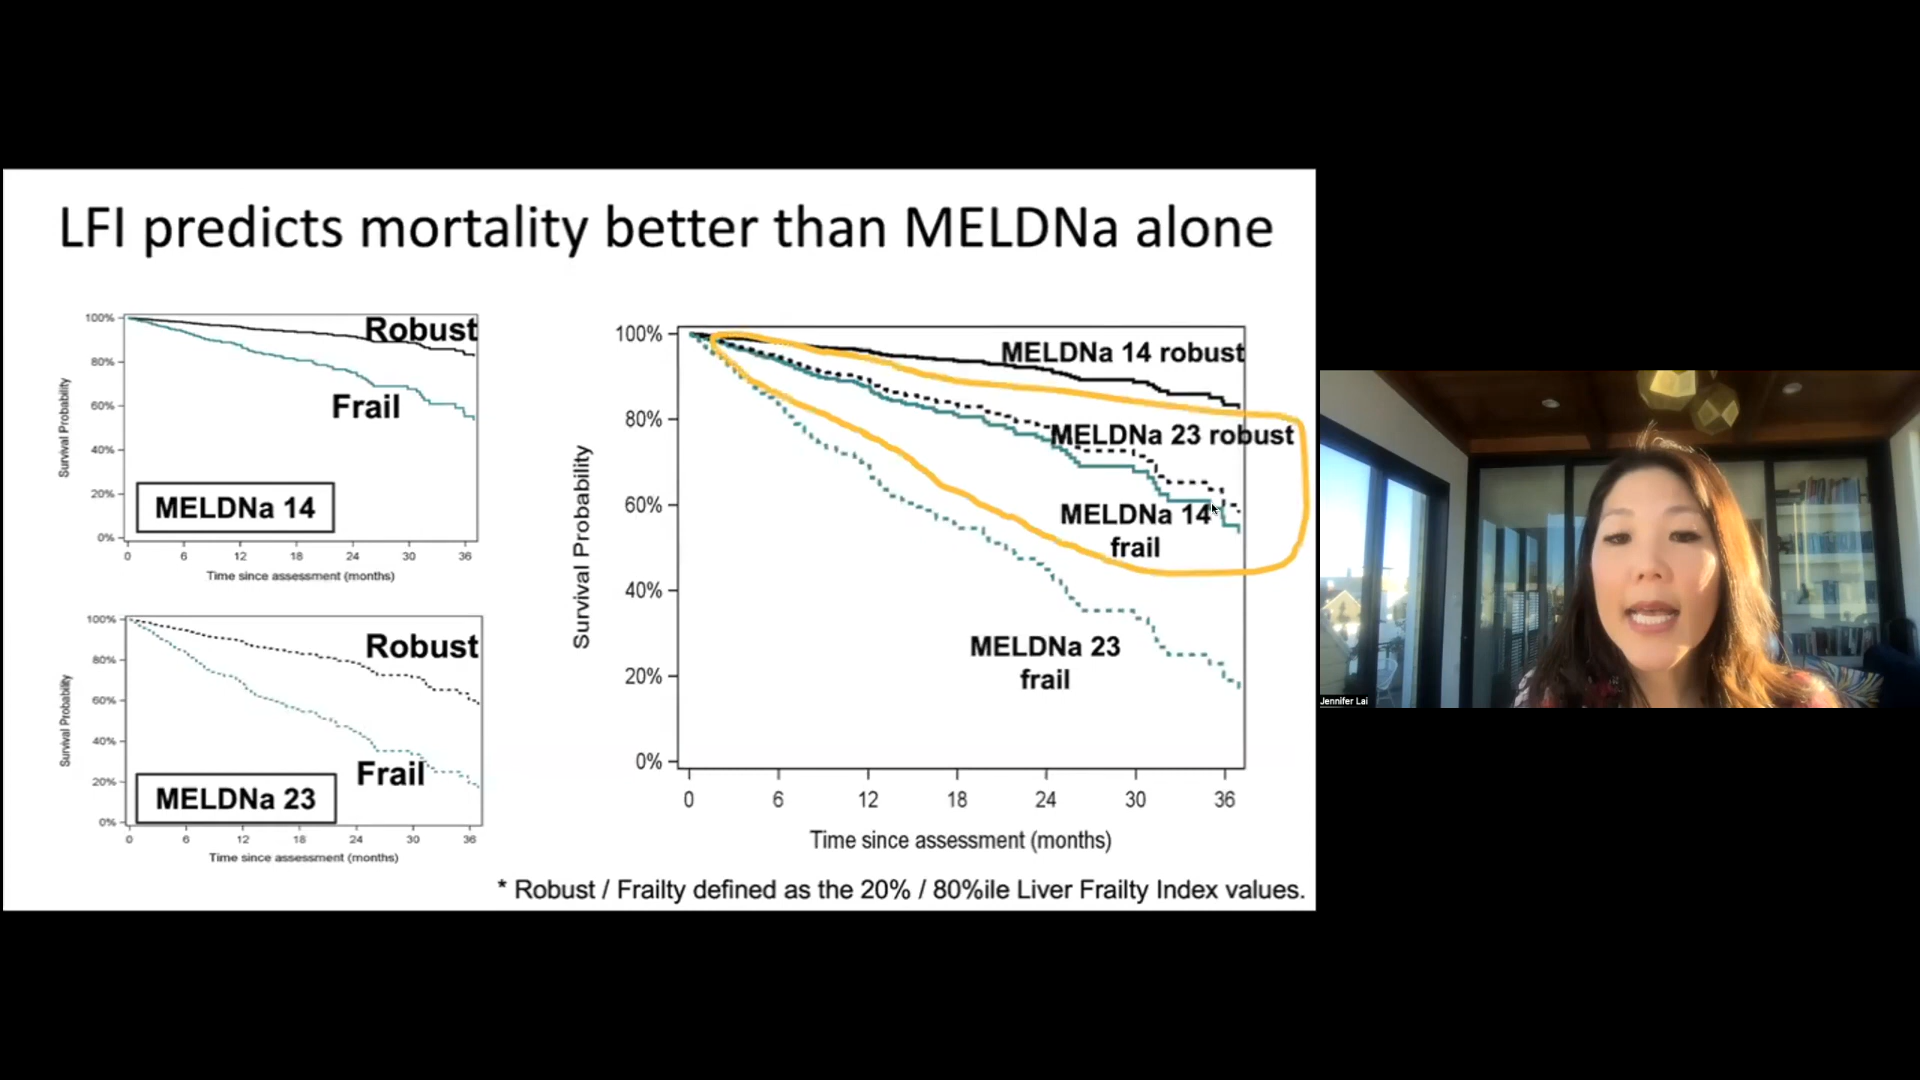 LFI predicts mortality better than MELDNa alone
100%
80%
60%
40%
20%
0%
Survival Probability
Robust
Frail
MELDNa 14
0 6 12 18 24 30 36
Time since assessment (months)
100%
80%
60%
40%
20%
0%
Survival Probability
Robust
Frail
MELDNa 23
0 6 12 18 24 30 36
Time since assessment (months)
100%
80%
60%
40%
20%
0%
Survival Probability
MELDNa 14 robust
MELDNa 23 robust
MELDNa 14
frail
MELDNa 23
frail
0 6 12 18 24 30 36
Time since assessment (months)
* Robust / Frailty defined as the 20% / 80%ile Liver Frailty Index values.
Jennifer Lai